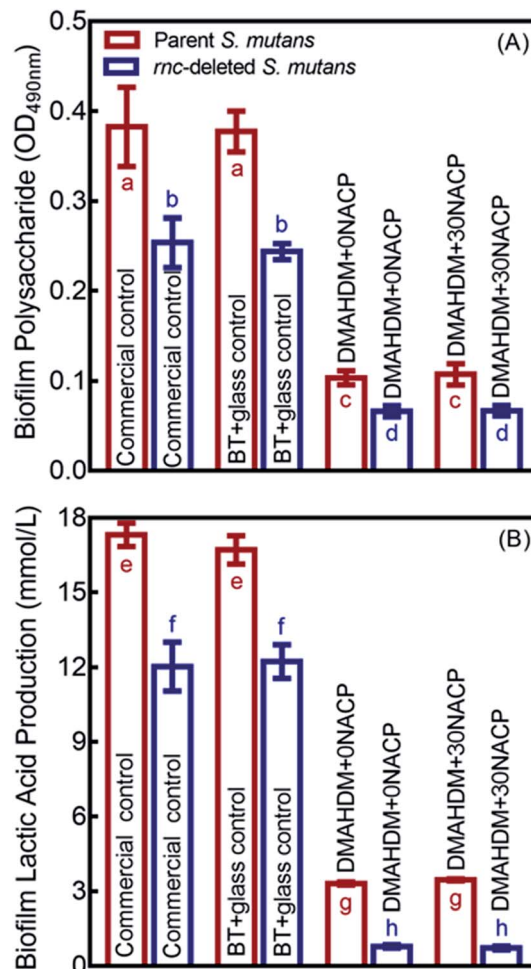 0.5
Parent S. mutans
(A)
rnc-deleted S. mutans
0.4
0.3
0.2
0.1
0.0
Biofilm Polysaccharide (OD490nm)
a
b
a
b
c
d
c
d
Commercial control
Commercial control
BT+glass control
BT+glass control
DMAHDM+0NACP
DMAHDM+0NACP
DMAHDM+30NACP
DMAHDM+30NACP
18
(B)
15
12
9
6
3
0
Biofilm Lactic Acid Production (mmol/L)
e
f
e
f
g
h
g
h
Commercial control
Commercial control
BT+glass control
BT+glass control
DMAHDM+0NACP
DMAHDM+0NACP
DMAHDM+30NACP
DMAHDM+30NACP